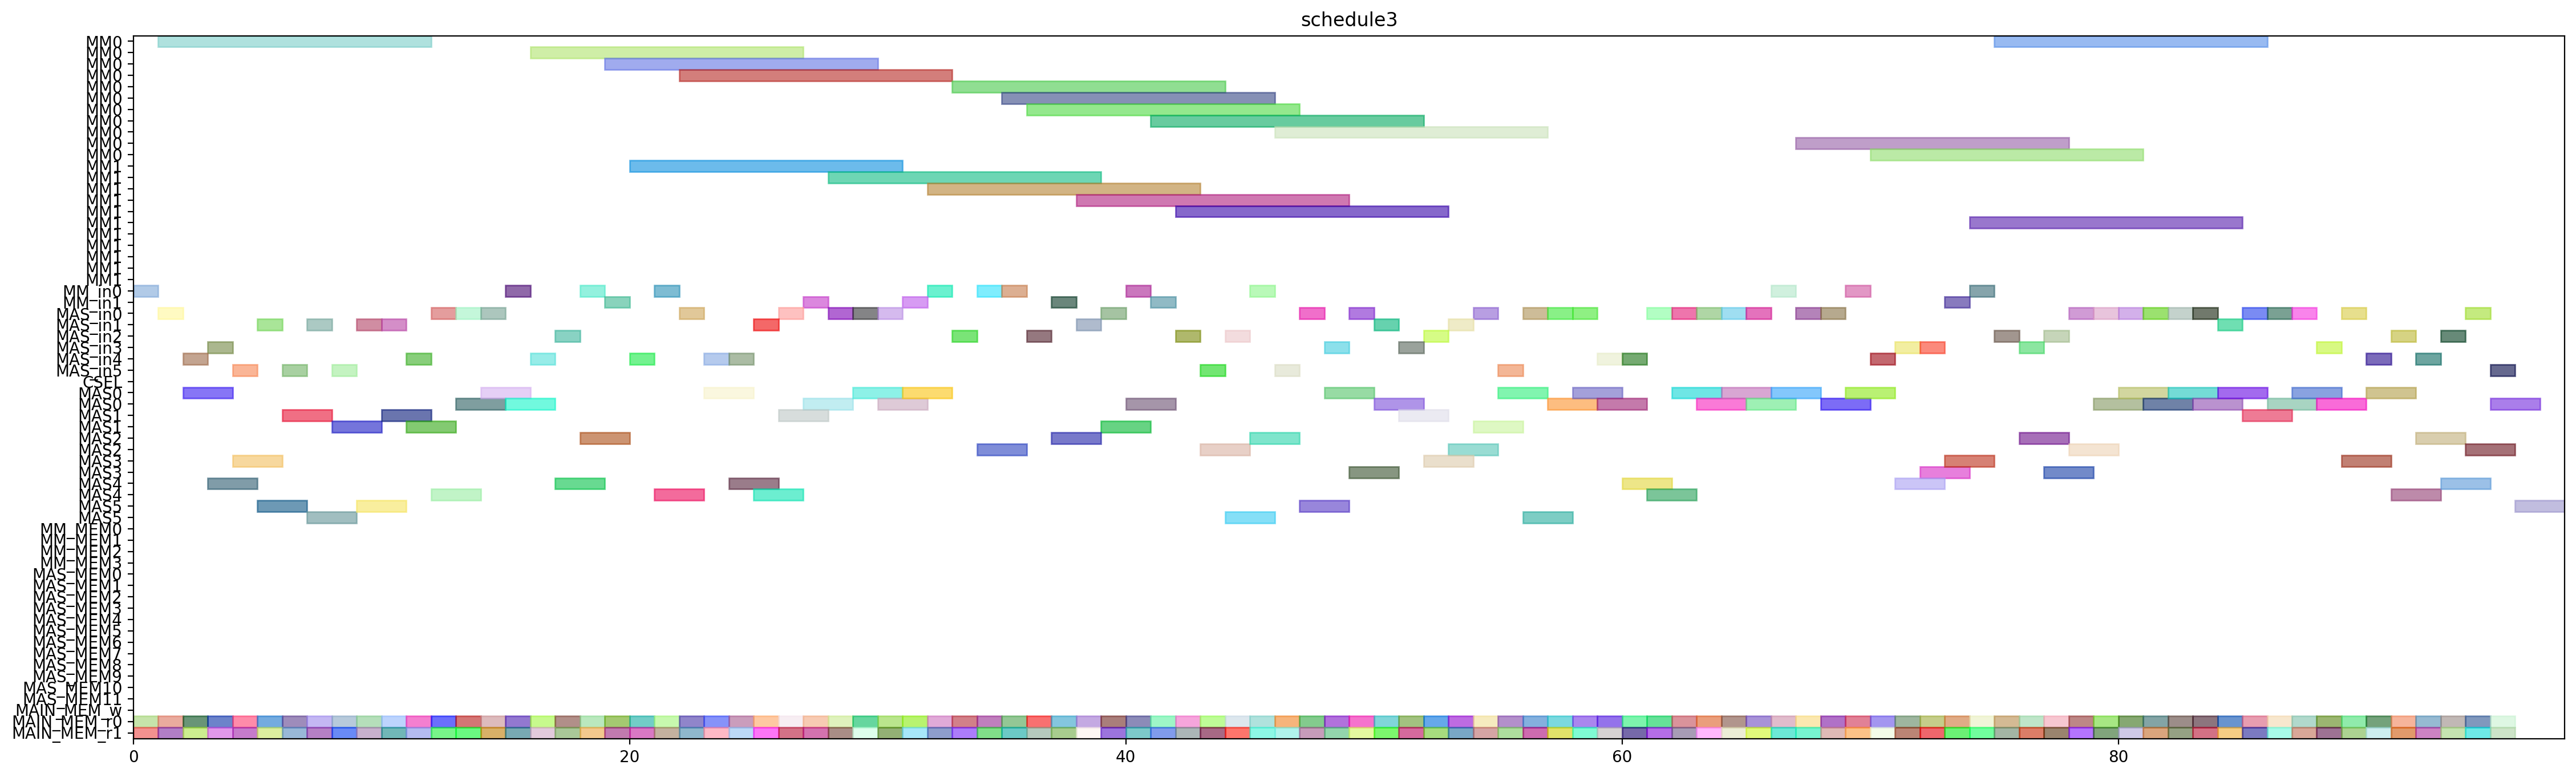 schedule3
MM0
MM0
MM0
MM0
MM0
MM0
MM0
MM0
MM0
MM0
MM0
MM1
MM1
MM1
MM1
MM1
MM1
MM1
MM1
MM1
MM1
MM1
MM_in0
MM_in1
MAS_in0
MAS_in1
MAS_in2
MAS_in3
MAS_in4
MAS_in5
CSEL
MAS0
MAS0
MAS1
MAS1
MAS2
MAS2
MAS3
MAS3
MAS4
MAS4
MAS5
MAS5
MM_MEM0
MM_MEM1
MM_MEM2
MM_MEM3
MAS_MEM0
MAS_MEM1
MAS_MEM2
MAS_MEM3
MAS_MEM4
MAS_MEM5
MAS_MEM6
MAS_MEM7
MAS_MEM8
MAS_MEM9
MAS_MEM10
MAS_MEM11
MAIN_MEM_w
MAIN_MEM_r0
MAIN_MEM_r1
0 20 40 60 80